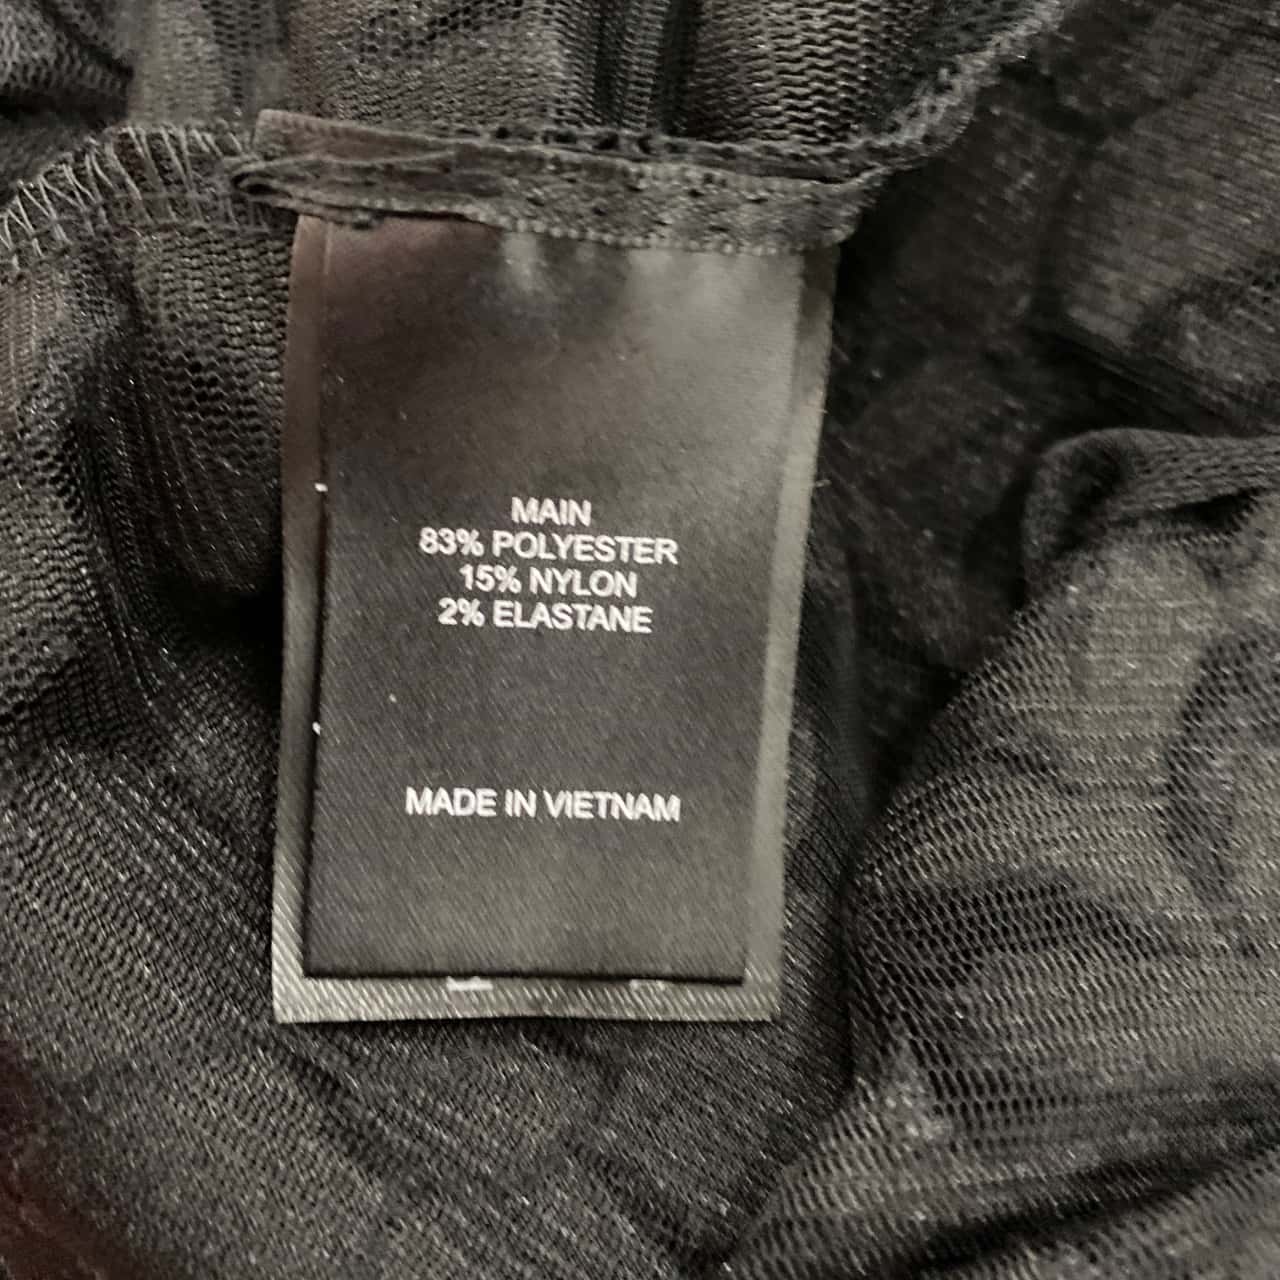 MAIN
83% POLYESTER
15% NYLON
2% ELASTANE
MADE IN VIETNAM